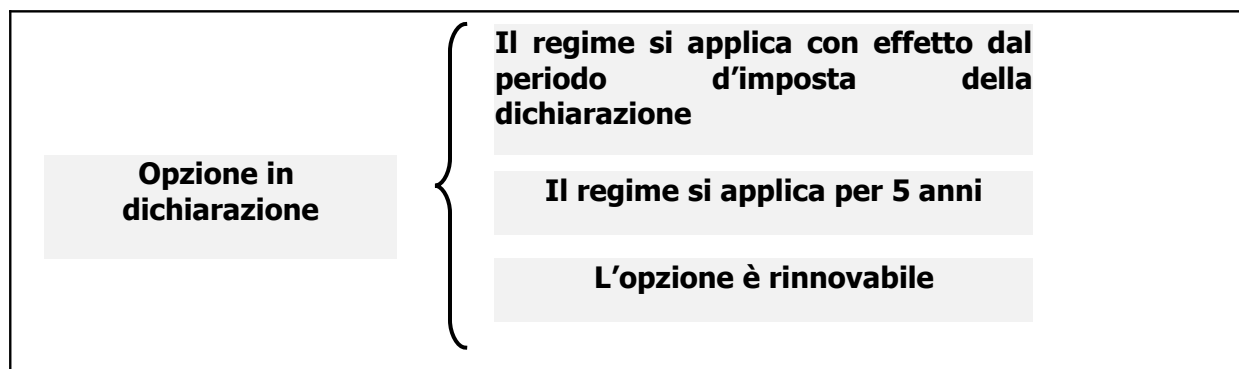 Opzione in
dichiarazione
Il regime si applica con effetto dal
periodo d’imposta della
dichiarazione
Il regime si applica per 5 anni
L’opzione è rinnovabile